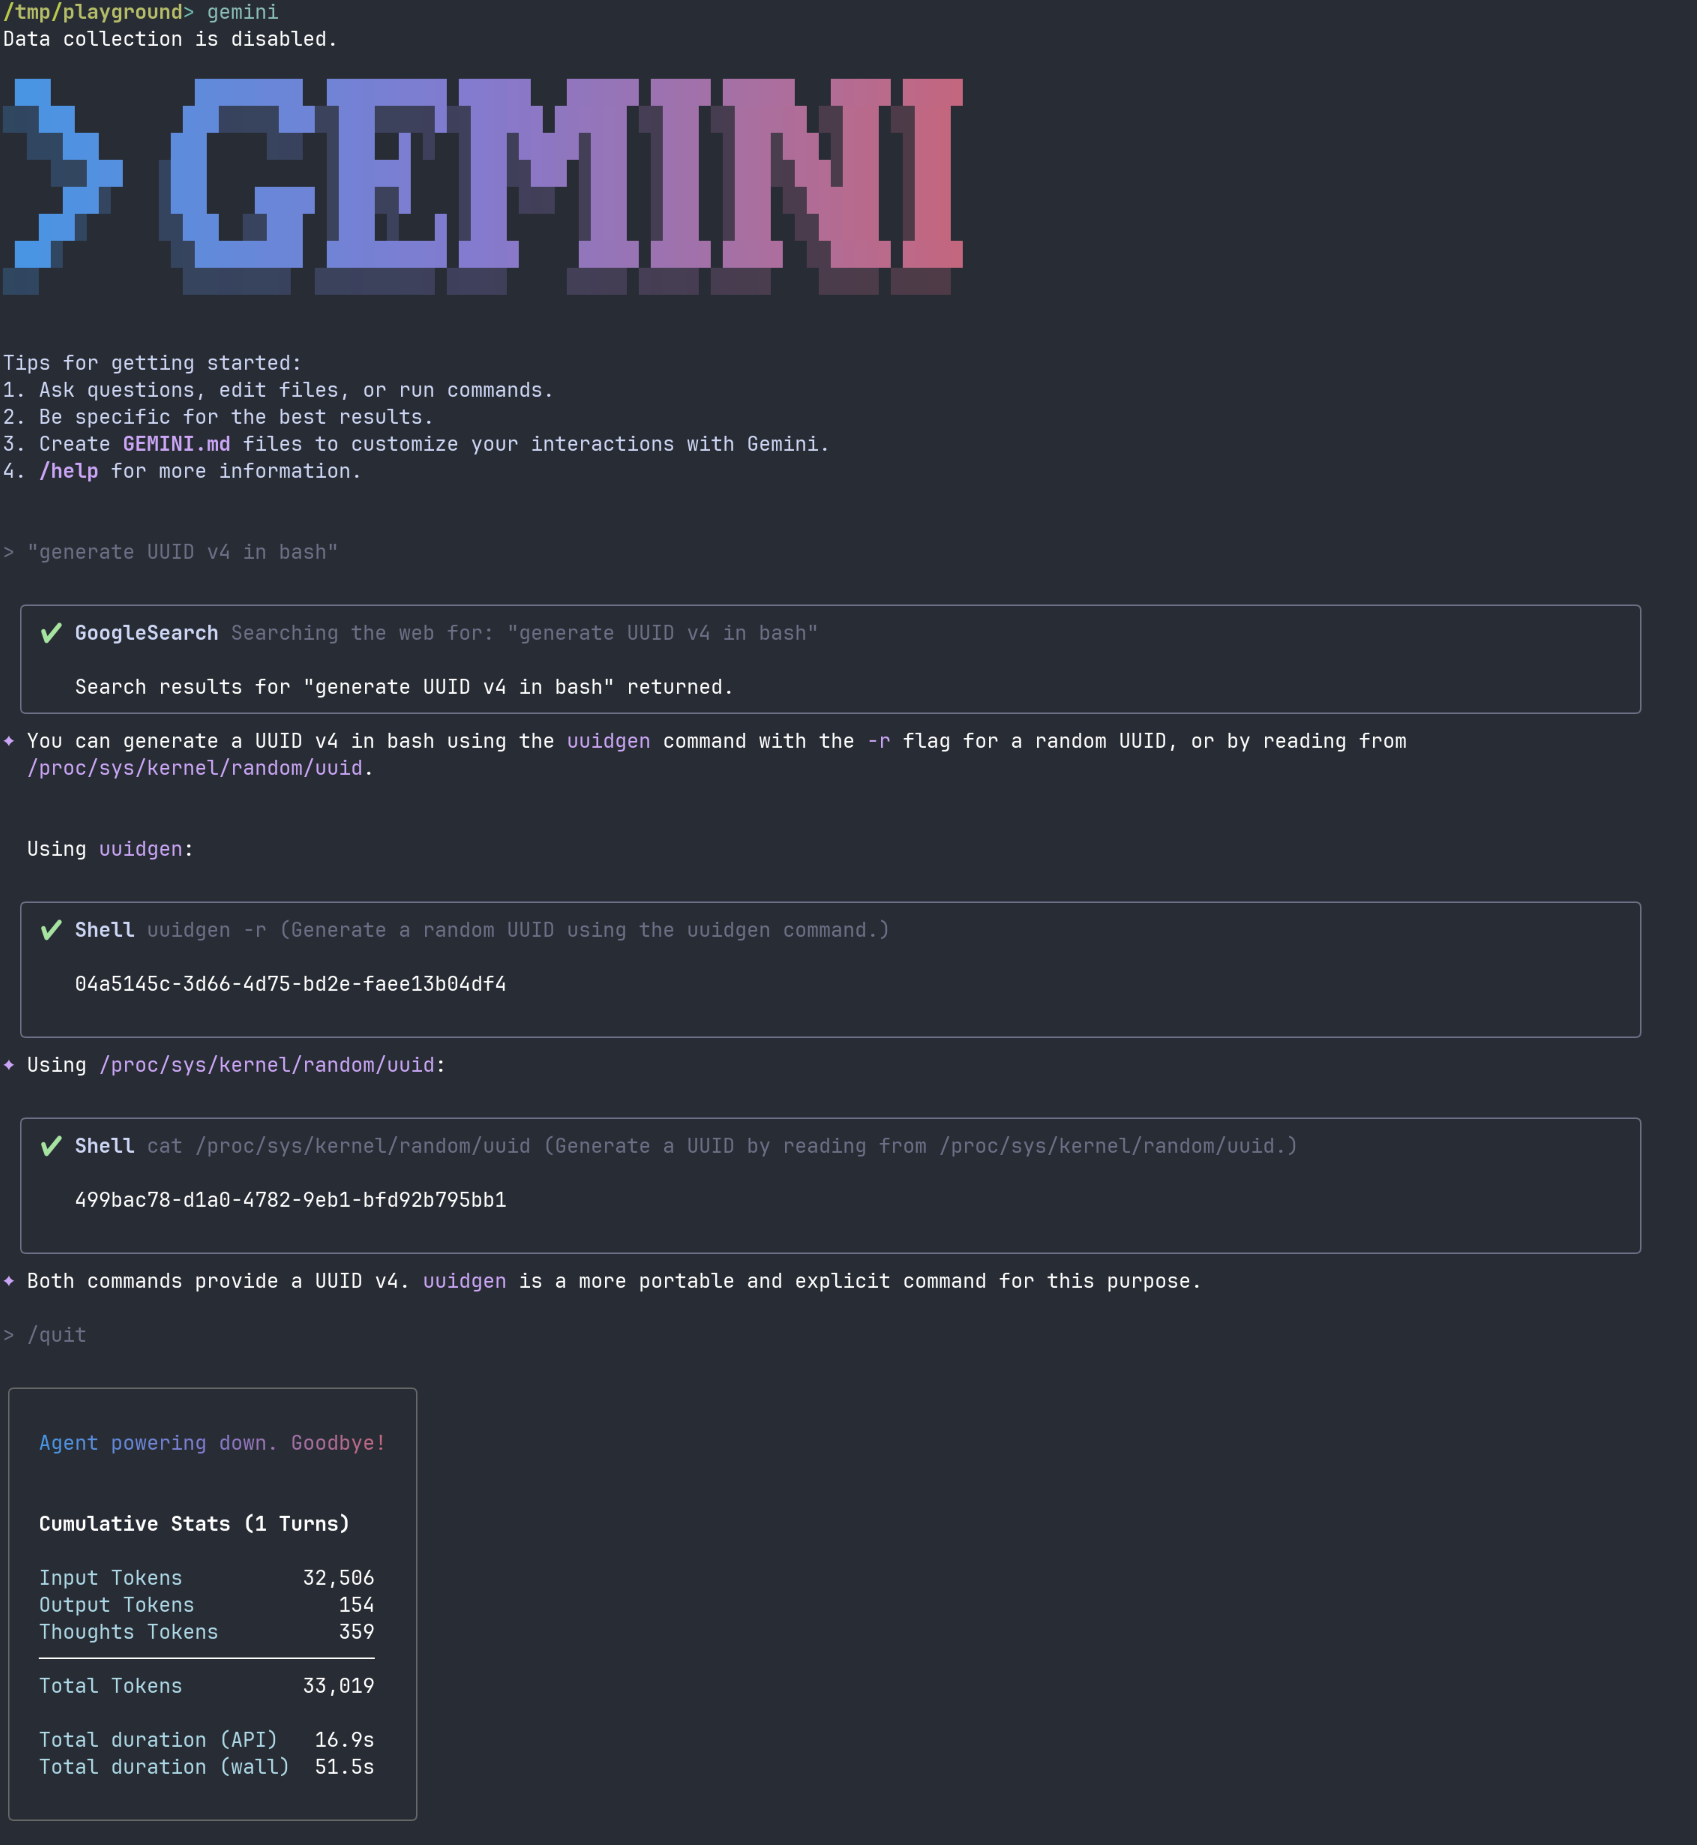 /tmp/playground> gemini
Data collection is disabled.
> GEMINI
Tips for getting started:
1. Ask questions, edit files, or run commands.
2. Be specific for the best results.
3. Create GEMINI.md files to customize your interactions with Gemini.
4. /help for more information.
> "generate UUID v4 in bash"
✔ GoogleSearch Searching the web for: "generate UUID v4 in bash"
Search results for "generate UUID v4 in bash" returned.
✦ You can generate a UUID v4 in bash using the uuidgen command with the -r flag for a random UUID, or by reading from
/proc/sys/kernel/random/uuid.
Using uuidgen:
✔ Shell uuidgen -r (Generate a random UUID using the uuidgen command.)
04a5145c-3d66-4d75-bd2e-faee13b04df4
✦ Using /proc/sys/kernel/random/uuid:
✔ Shell cat /proc/sys/kernel/random/uuid (Generate a UUID by reading from /proc/sys/kernel/random/uuid.)
499bac78-d1a0-4782-9eb1-bfd92b795bb1
✦ Both commands provide a UUID v4. uuidgen is a more portable and explicit command for this purpose.
> /quit
Agent powering down. Goodbye!
Cumulative Stats (1 Turns)
Input Tokens 32,506
Output Tokens 154
Thoughts Tokens 359
Total Tokens 33,019
Total duration (API) 16.9s
Total duration (wall) 51.5s